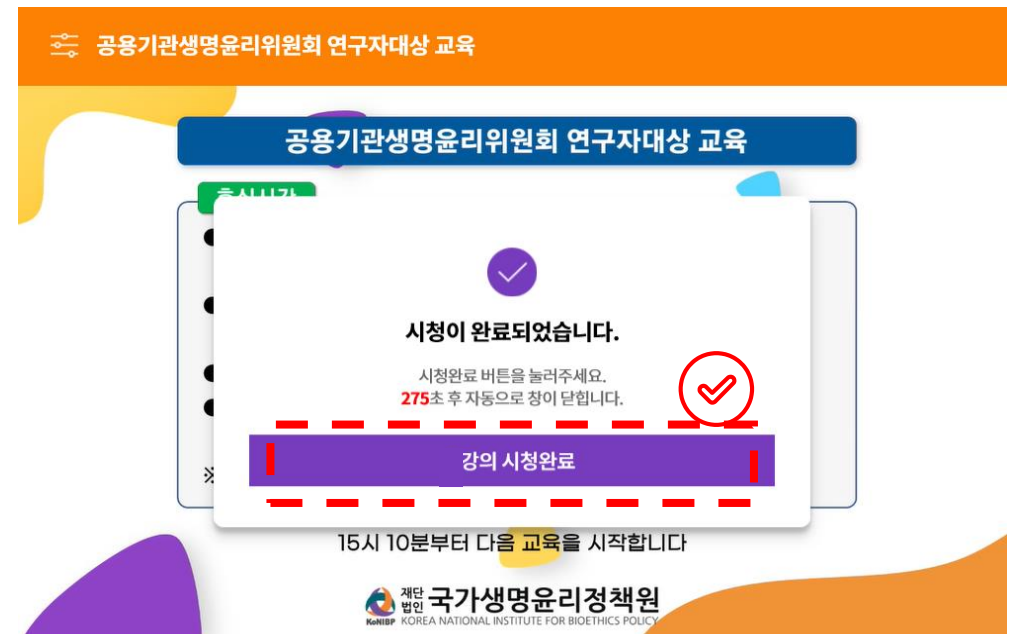 공용기관생명윤리위원회 연구자대상 교육
공용기관생명윤리위원회 연구자대상 교육
시청이 완료되었습니다.
시청완료 버튼을 눌러주세요.
275초 후 자동으로 창이 닫힙니다.
강의 시청완료
※
15시 10분부터 다음 교육을 시작합니다
재단
법인 국가생명윤리정책원
KoNIBP KOREA NATIONAL INSTITUTE FOR BIOETHICS POLICY